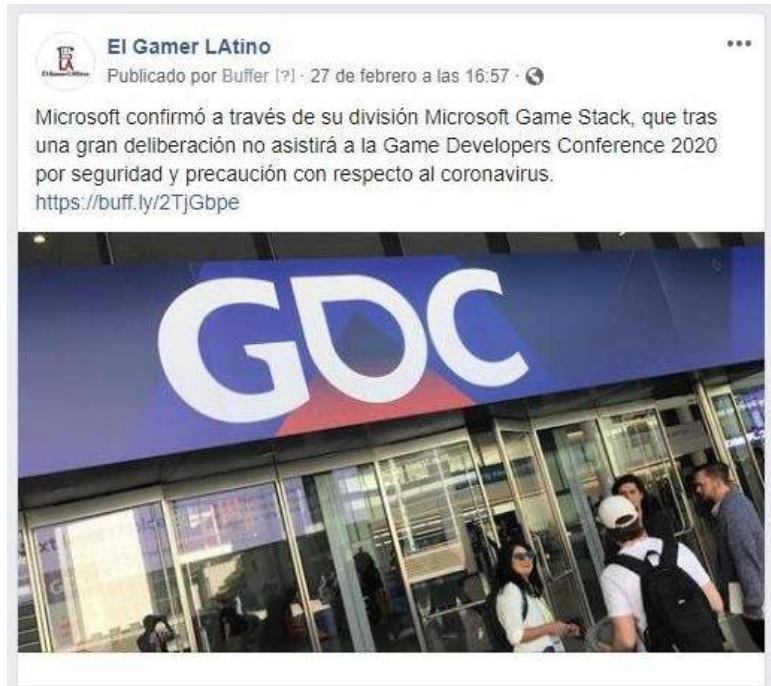 El Gamer LAtino
Publicado por Buffer [?] · 27 de febrero a las 16:57 ·
Microsoft confirmó a través de su división Microsoft Game Stack, que tras
una gran deliberación no asistirá a la Game Developers Conference 2020
por seguridad y precaución con respecto al coronavirus.
https://buff.ly/2TjGbpe
GDC